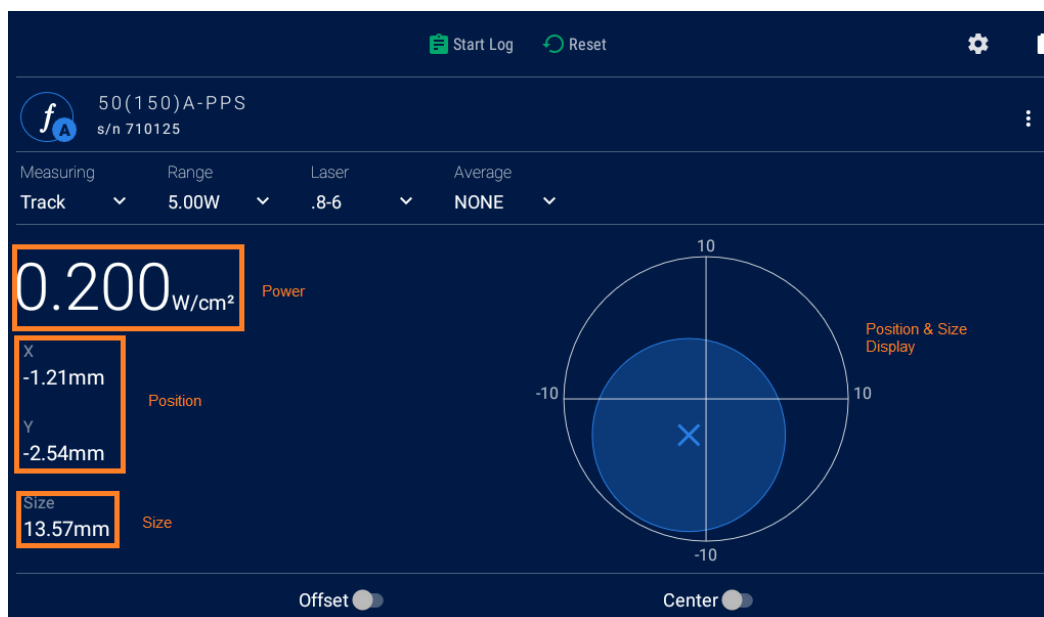 Start Log Reset
f A 50(150)A-PPS
s/n 710125
Measuring Range Laser Average
Track 5.00W .8-6 NONE
0.200 W/cm² Power
X
-1.21mm
Position
Y
-2.54mm
Size
13.57mm Size
10
Position & Size
Display
-10 10
-10
Offset Center